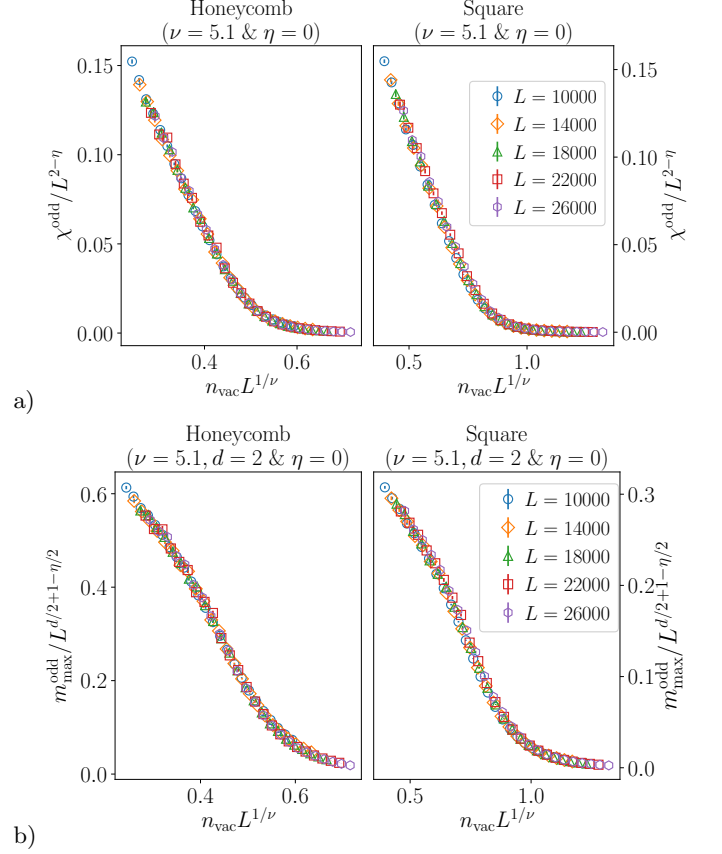 Honeycomb
(ν = 5.1 & η = 0)
Square
(ν = 5.1 & η = 0)
0.15
0.10
0.05
0.00
χ^odd/L^{2−η}
0.4
0.6
n_vac L^{1/ν}
L = 10000
L = 14000
L = 18000
L = 22000
L = 26000
0.5
1.0
n_vac L^{1/ν}
0.15
0.10
0.05
0.00
χ^odd/L^{2−η}
a)
Honeycomb
(ν = 5.1, d = 2 & η = 0)
Square
(ν = 5.1, d = 2 & η = 0)
0.6
0.4
0.2
0.0
m_max^odd/L^{d/2+1−η/2}
0.4
0.6
n_vac L^{1/ν}
L = 10000
L = 14000
L = 18000
L = 22000
L = 26000
0.5
1.0
n_vac L^{1/ν}
0.3
0.2
0.1
0.0
m_max^odd/L^{d/2+1−η/2}
b)